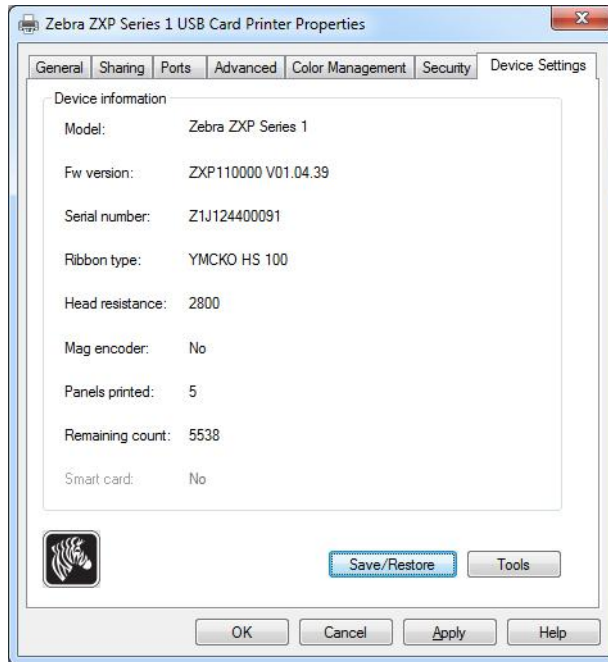 Zebra ZXP Series 1 USB Card Printer Properties
General Sharing Ports Advanced Color Management Security Device Settings
Device information
Model: Zebra ZXP Series 1
Fw version: ZXP110000 V01.04.39
Serial number: Z1J124400091
Ribbon type: YMCKO HS 100
Head resistance: 2800
Mag encoder: No
Panels printed: 5
Remaining count: 5538
Smart card: No
Save/Restore Tools
OK Cancel Apply Help